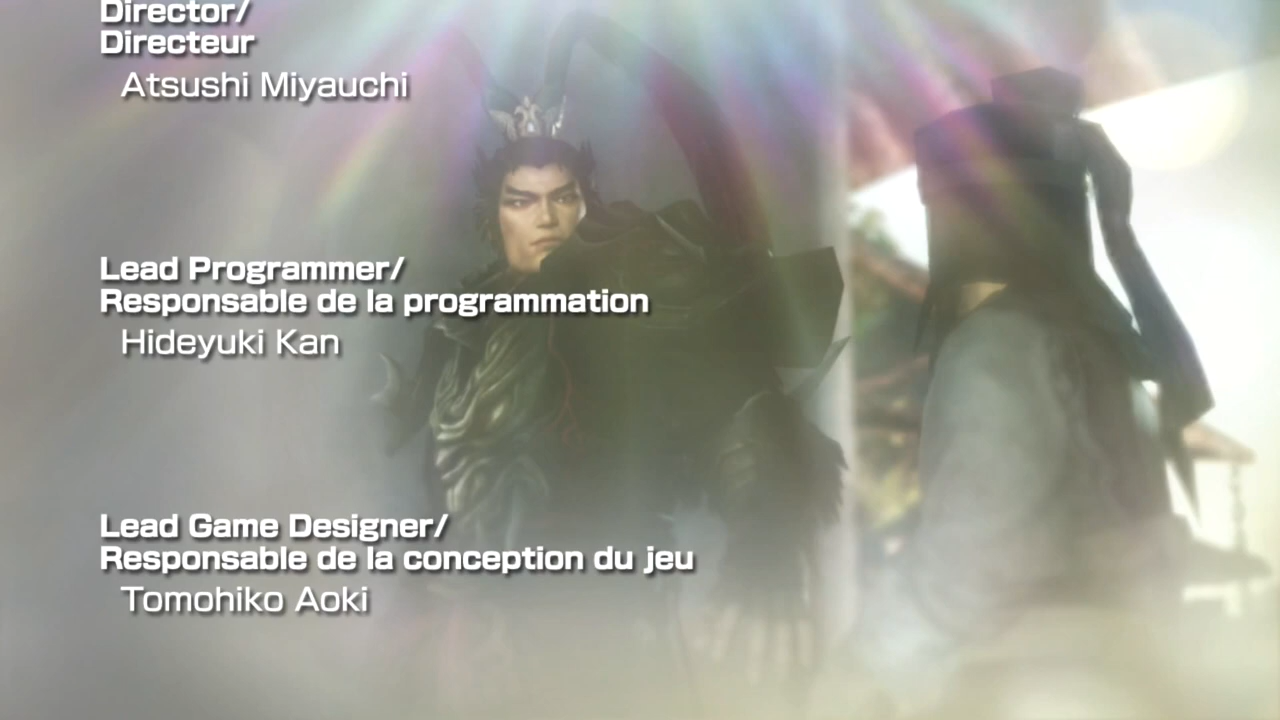 Director/
Directeur
Atsushi Miyauchi
Lead Programmer/
Responsable de la programmation
Hideyuki Kan
Lead Game Designer/
Responsable de la conception du jeu
Tomohiko Aoki